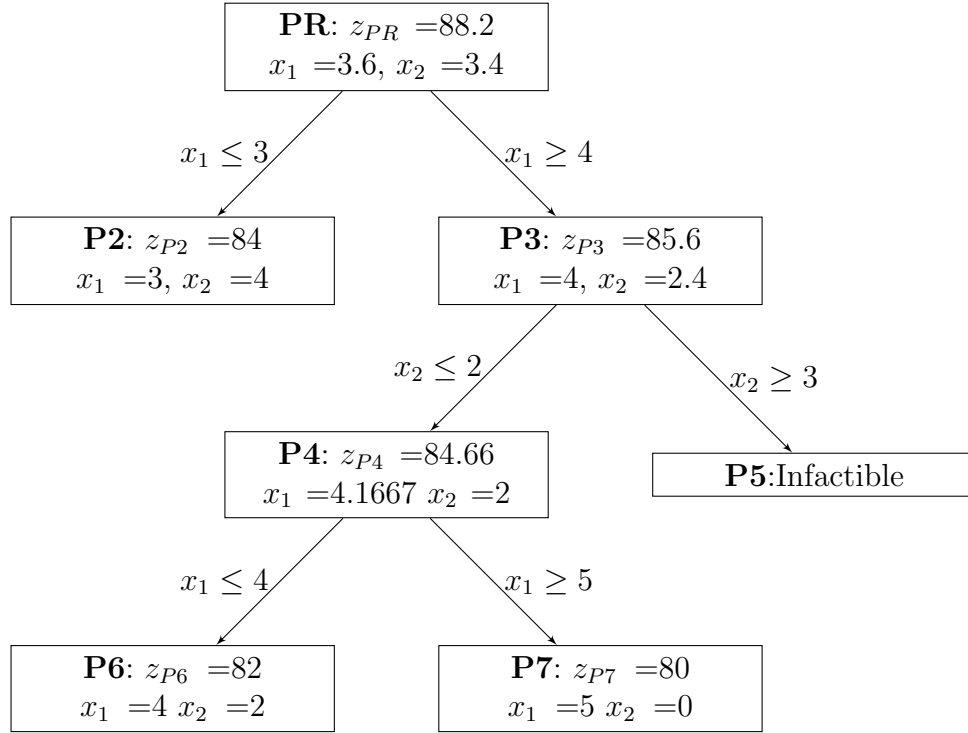 PR: z_PR =88.2
x_1 =3.6, x_2 =3.4
x_1 ≤ 3
x_1 ≥ 4
P2: z_P2 =84
x_1 =3, x_2 =4
P3: z_P3 =85.6
x_1 =4, x_2 =2.4
x_2 ≤ 2
x_2 ≥ 3
P4: z_P4 =84.66
x_1 =4.1667 x_2 =2
P5:Infactible
x_1 ≤ 4
x_1 ≥ 5
P6: z_P6 =82
x_1 =4 x_2 =2
P7: z_P7 =80
x_1 =5 x_2 =0